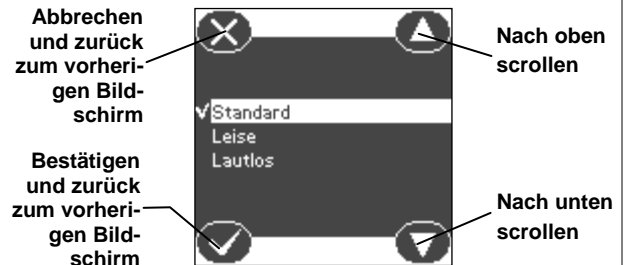 Abbrechen
und zurück
zum vorheri-
gen Bild-
schirm
Nach oben
scrollen
Standard
Leise
Lautlos
Bestätigen
und zurück
zum vorheri-
gen Bild-
schirm
Nach unten
scrollen